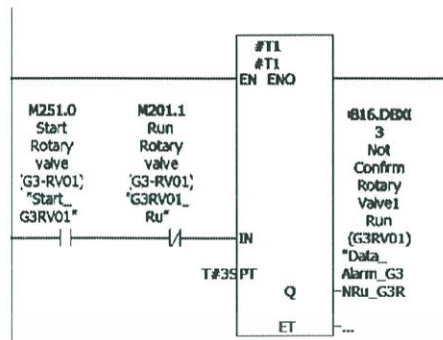 #T1
#T1
EN ENO
M251.0
Start
Rotary
valve
(G3-RV01)
"Start_
G3RV01"
M201.1
Run
Rotary
valve
(G3-RV01)
"G3RV01_
Ru"
IN
T#3S PT
Q
ET
...
3
Not
Confirm
Rotary
Valve1
Run
(G3RV01)
"Data_
Alarm_G3
NRu_G3R